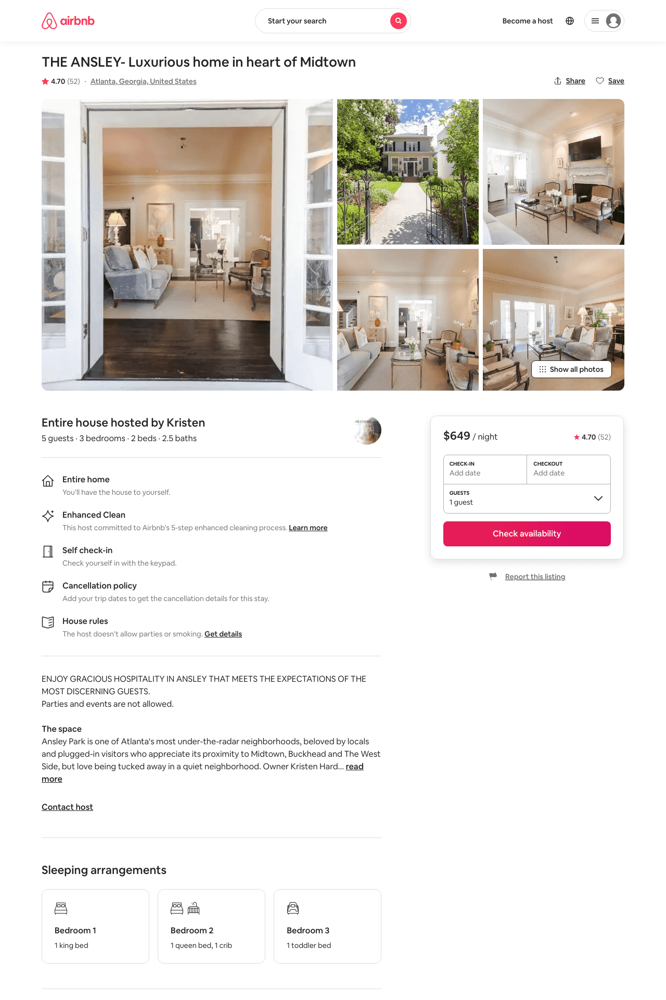 airbnb
Start your search
Become a host
THE ANSLEY- Luxurious home in heart of Midtown
4.70 (52) · Atlanta, Georgia, United States
Share
Save
Show all photos
Entire house hosted by Kristen
5 guests · 3 bedrooms · 2 beds · 2.5 baths
$649 / night
4.70 (52)
CHECK-IN
Add date
CHECKOUT
Add date
GUESTS
1 guest
Check availability
Report this listing
Entire home
You'll have the house to yourself.
Enhanced Clean
This host committed to Airbnb's 5-step enhanced cleaning process. Learn more
Self check-in
Check yourself in with the keypad.
Cancellation policy
Add your trip dates to get the cancellation details for this stay.
House rules
The host doesn't allow parties or smoking. Get details
ENJOY GRACIOUS HOSPITALITY IN ANSLEY THAT MEETS THE EXPECTATIONS OF THE
MOST DISCERNING GUESTS.
Parties and events are not allowed.
The space
Ansley Park is one of Atlanta's most under-the-radar neighborhoods, beloved by locals
and plugged-in visitors who appreciate its proximity to Midtown, Buckhead and The West
Side, but love being tucked away in a quiet neighborhood. Owner Kristen Hard... read
more
Contact host
Sleeping arrangements
Bedroom 1
1 king bed
Bedroom 2
1 queen bed, 1 crib
Bedroom 3
1 toddler bed